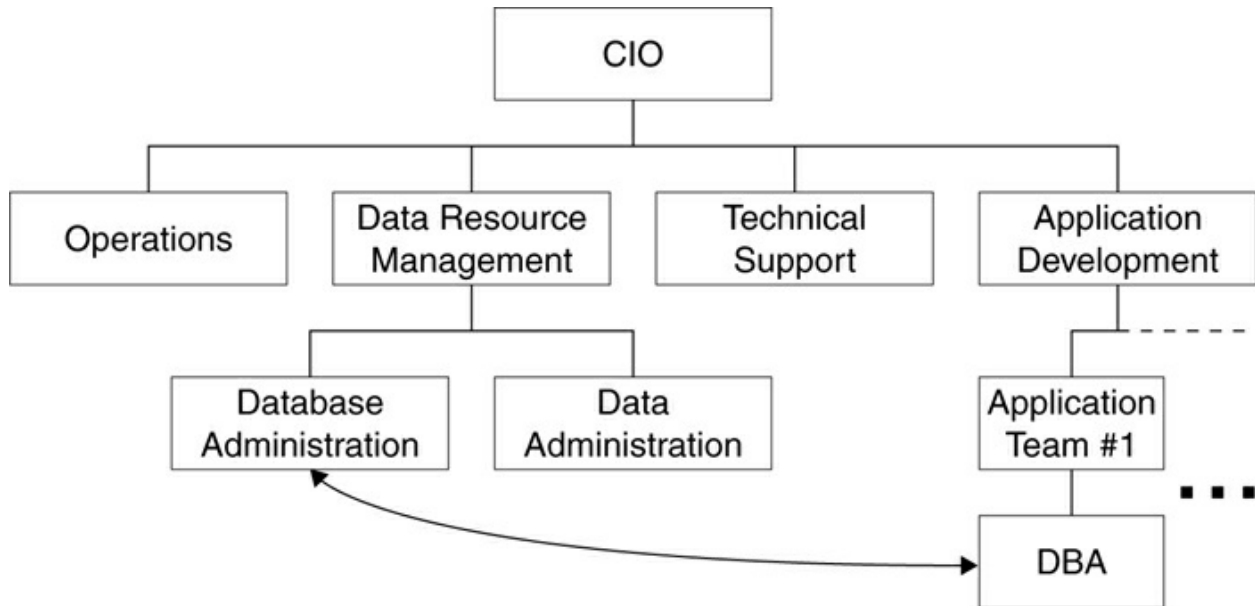 CIO
Operations
Data Resource
Management
Technical
Support
Application
Development
Database
Administration
Data
Administration
Application
Team #1
DBA